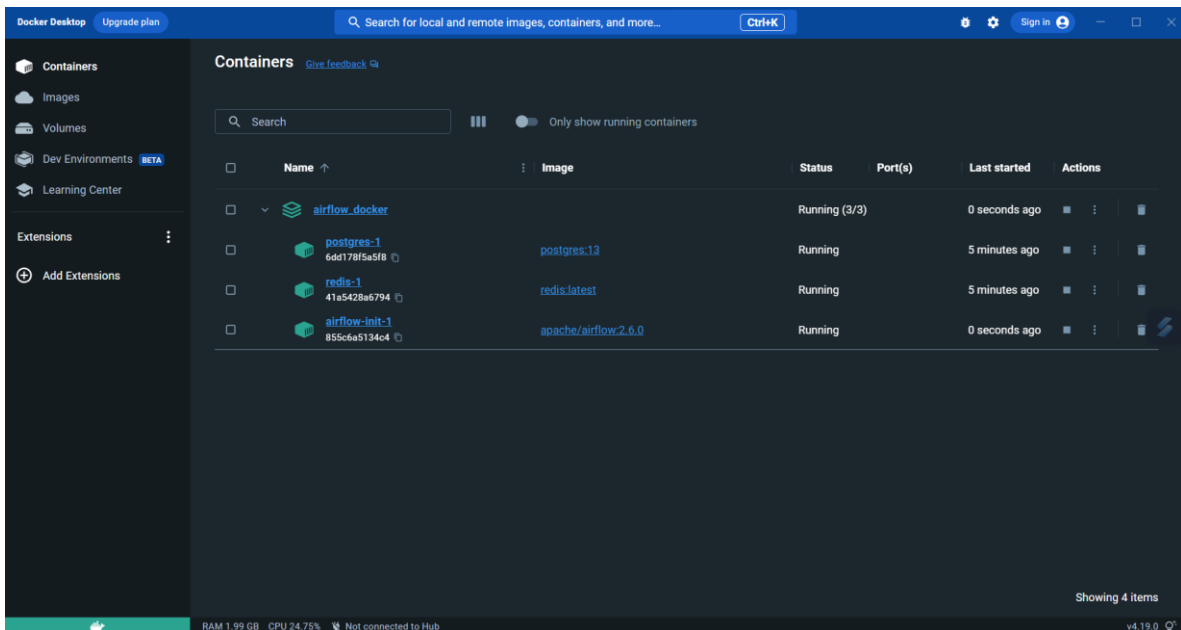 Docker Desktop Upgrade plan Search for local and remote images, containers, and more... Ctrl+K Sign in
Containers
Images
Volumes
Dev Environments BETA
Learning Center
Extensions
Add Extensions
Containers Give feedback
Search Only show running containers
Name Image Status Port(s) Last started Actions
airflow_docker Running (3/3) 0 seconds ago
postgres-1 postgres:13 Running 5 minutes ago
6dd178f5a5f8
redis-1 redis:latest Running 5 minutes ago
41a5428a6794
airflow-init-1 apache/airflow:2.6.0 Running 0 seconds ago
855c6a5134c4
Showing 4 items
RAM 1.99 GB CPU 24.75% Not connected to Hub v4.19.0